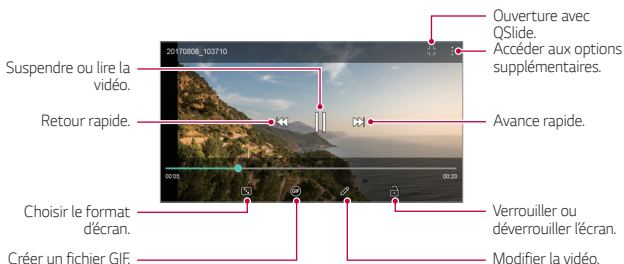 Ouverture avec
QSlide.
Accéder aux options
supplémentaires.
20170808_103710
Suspendre ou lire la
vidéo.
Retour rapide.
Avance rapide.
00:05
00:20
GIF
Choisir le format
d'écran.
Verrouiller ou
déverrouiller l'écran.
Créer un fichier GIF.
Modifier la vidéo.